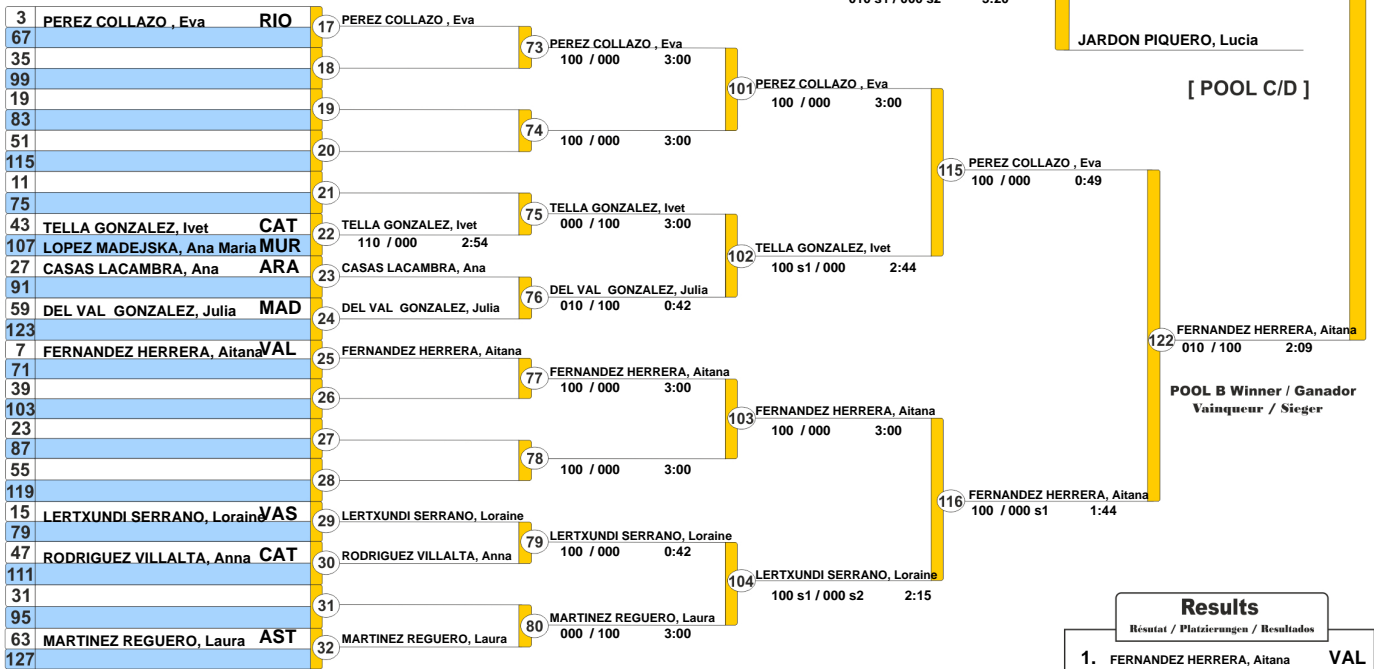 3 PEREZ COLLAZO , Eva RIO
67
35
99
19
83
51
115
11
75
43 TELLA GONZALEZ, Ivet CAT
107 LOPEZ MADEJSKA, Ana Maria MUR
27 CASAS LACAMBRA, Ana ARA
91
59 DEL VAL GONZALEZ, Julia MAD
123
7 FERNANDEZ HERRERA, Aitana VAL
71
39
103
23
87
55
119
15 LERTXUNDI SERRANO, Loraine VAS
79
47 RODRIGUEZ VILLALTA, Anna CAT
111
31
95
63 MARTINEZ REGUERO, Laura AST
127
17 PEREZ COLLAZO , Eva
18
19
20
21
22 TELLA GONZALEZ, Ivet
110 / 000 2:54
23 CASAS LACAMBRA, Ana
24 DEL VAL GONZALEZ, Julia
25 FERNANDEZ HERRERA, Aitana
26
27
28
29 LERTXUNDI SERRANO, Loraine
30 RODRIGUEZ VILLALTA, Anna
31
32 MARTINEZ REGUERO, Laura
73 PEREZ COLLAZO , Eva
100 / 000 3:00
74
100 / 000 3:00
75 TELLA GONZALEZ, Ivet
000 / 100 3:00
76 DEL VAL GONZALEZ, Julia
010 / 100 0:42
77 FERNANDEZ HERRERA, Aitana
100 / 000 3:00
78
100 / 000 3:00
79 LERTXUNDI SERRANO, Loraine
100 / 000 0:42
80 MARTINEZ REGUERO, Laura
000 / 100 3:00
101 PEREZ COLLAZO , Eva
100 / 000 3:00
102 TELLA GONZALEZ, Ivet
100 s1 / 000 2:44
103 FERNANDEZ HERRERA, Aitana
100 / 000 3:00
104 LERTXUNDI SERRANO, Loraine
100 s1 / 000 s2 2:15
115 PEREZ COLLAZO , Eva
100 / 000 0:49
116 FERNANDEZ HERRERA, Aitana
100 / 000 s1 1:44
JARDON PIQUERO, Lucia
[ POOL C/D ]
122 FERNANDEZ HERRERA, Aitana
010 / 100 2:09
POOL B Winner / Ganador
Vainqueur / Sieger
Results
Résutat / Platzierungen / Resultados
1. FERNANDEZ HERRERA, Aitana VAL